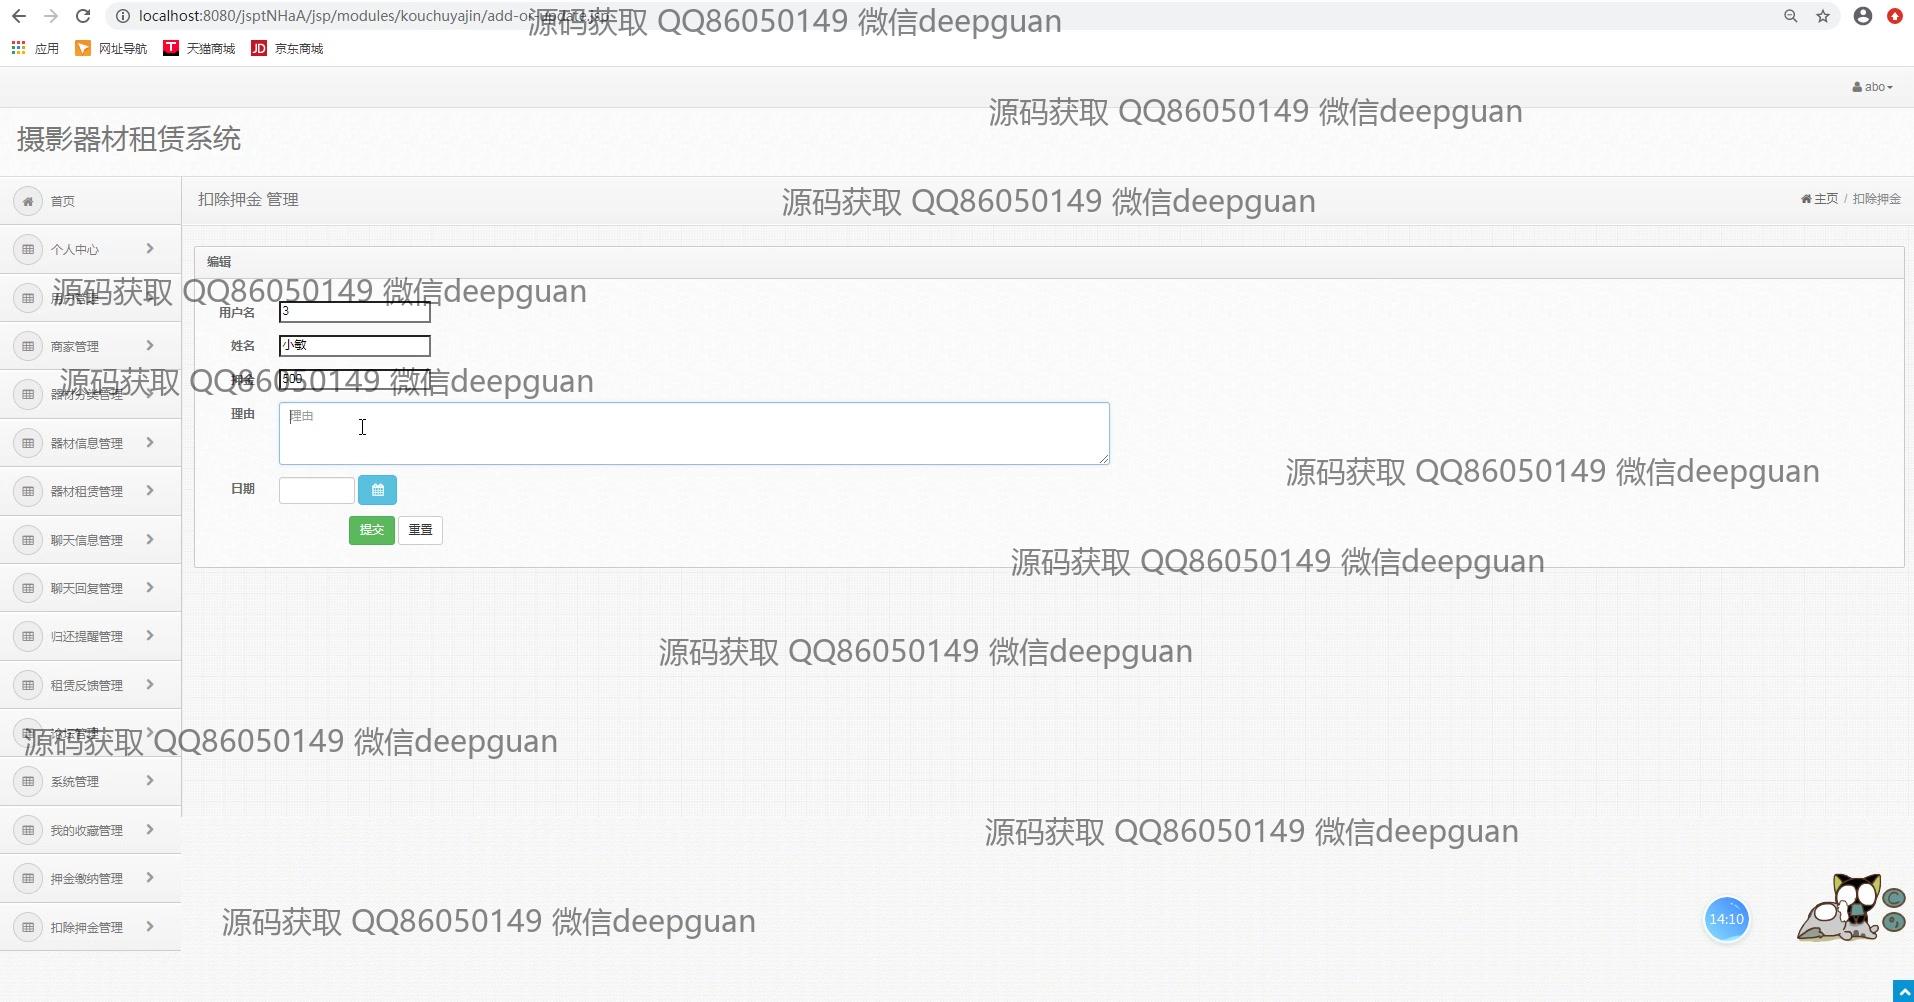 localhost:8080/jsptNHaA/jsp/modules/kouchuyajin/add-or-update.jsp
源码获取 QQ86050149 微信deepguan
应用
网址导航
天猫商城
JD
京东商城
abo
源码获取 QQ86050149 微信deepguan
摄影器材租赁系统
首页
扣除押金 管理
源码获取 QQ86050149 微信deepguan
主页 / 扣除押金
个人中心
编辑
用户管理
源码获取 QQ86050149 微信deepguan
用户名
3
商家管理
姓名
小敏
器材分类管理
源码获取 QQ86050149 微信deepguan
押金
500
理由
理由
器材信息管理
源码获取 QQ86050149 微信deepguan
器材租赁管理
日期
提交
重置
聊天信息管理
源码获取 QQ86050149 微信deepguan
聊天回复管理
归还提醒管理
源码获取 QQ86050149 微信deepguan
租赁反馈管理
论坛管理
源码获取 QQ86050149 微信deepguan
系统管理
我的收藏管理
源码获取 QQ86050149 微信deepguan
押金缴纳管理
扣除押金管理
源码获取 QQ86050149 微信deepguan
14:10